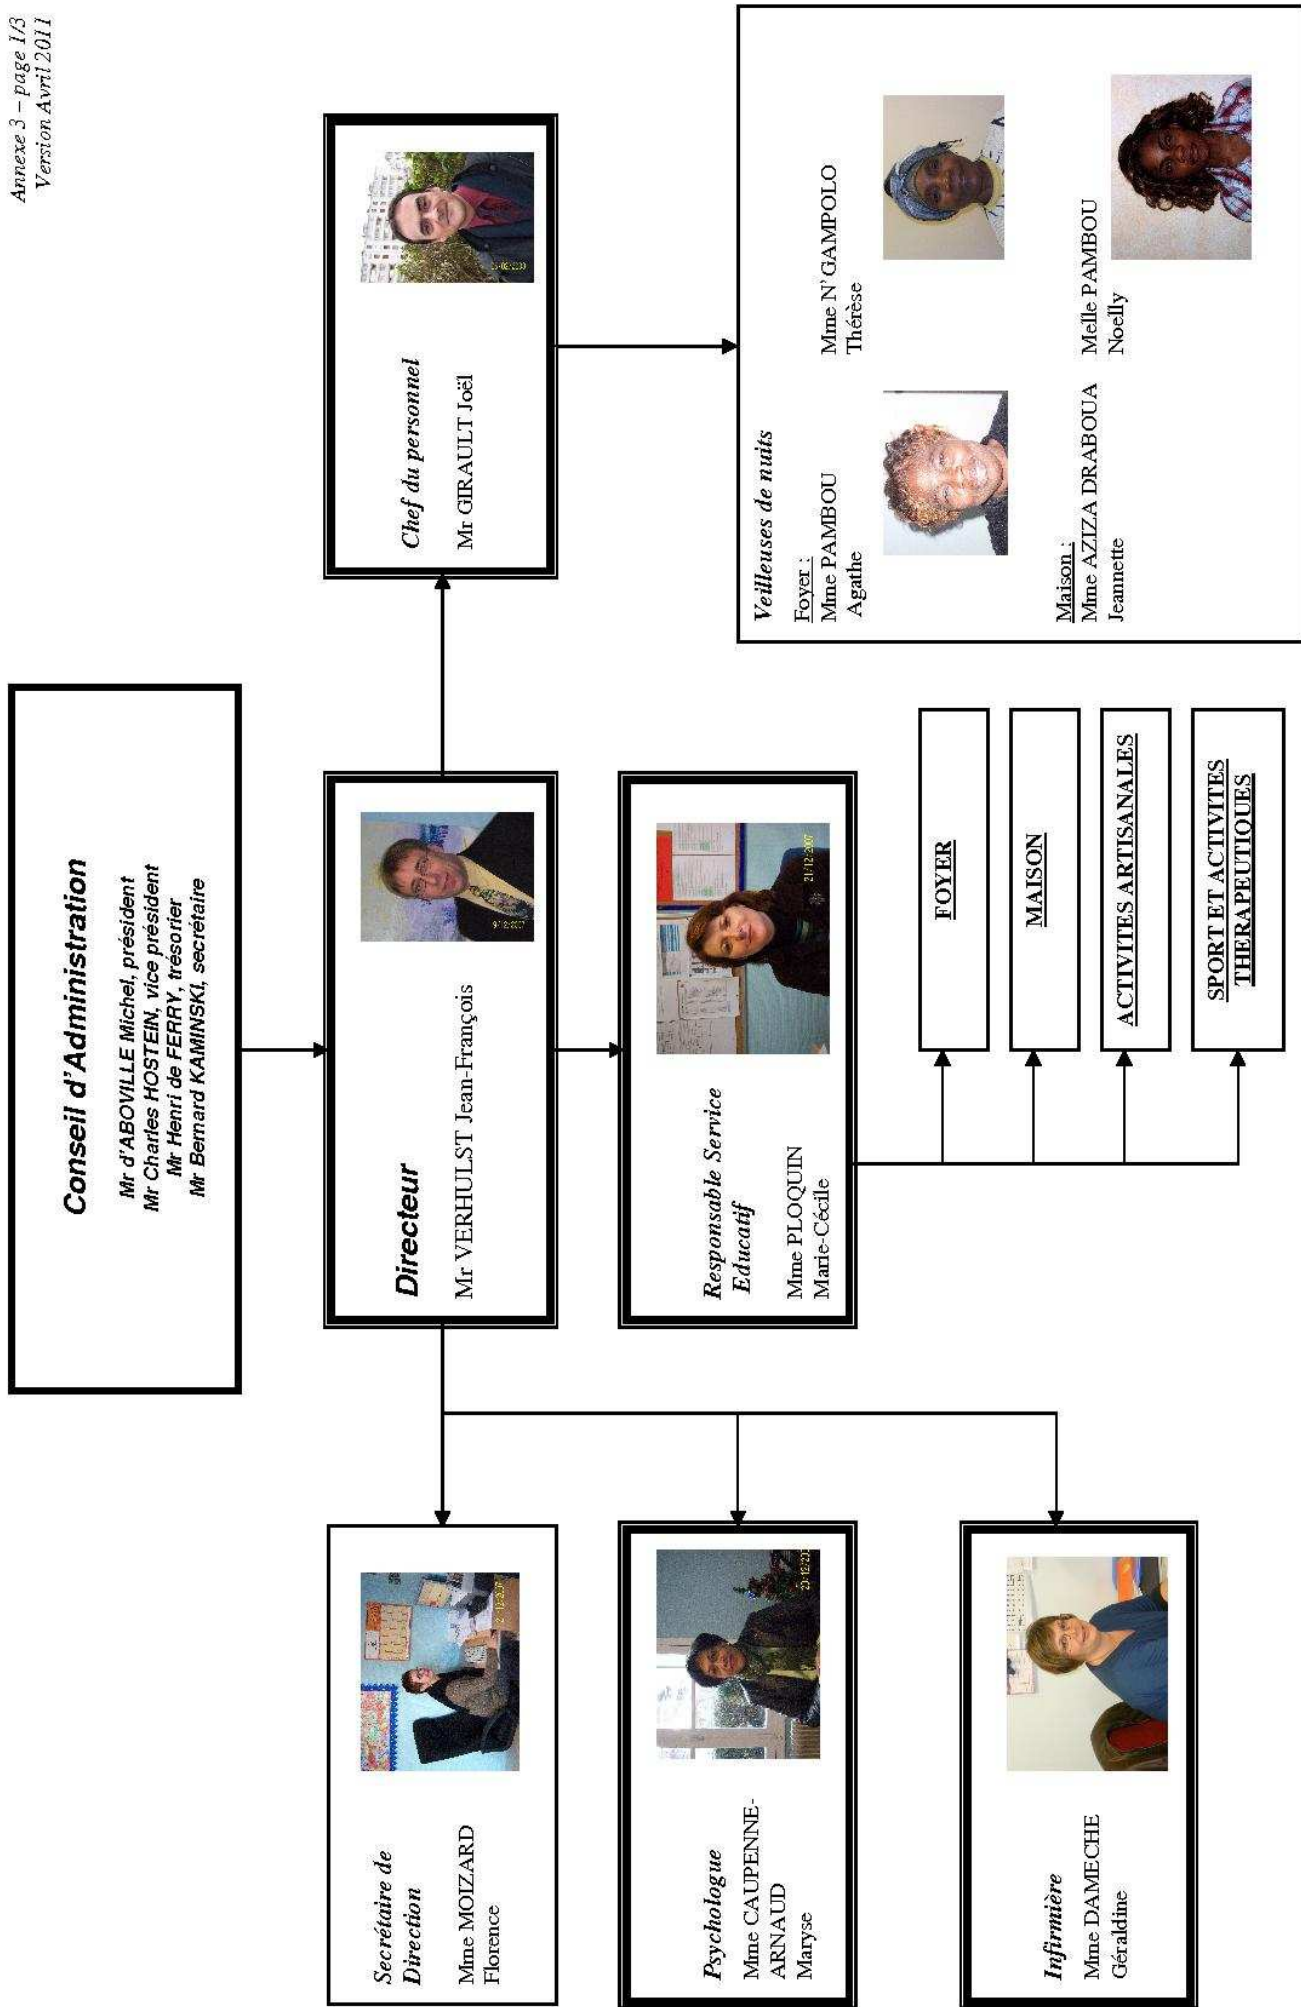 Annexe 3 – page 1/3
Version Avril 2011
Conseil d'Administration
Mr d'ABOVILLE Michel, président
Mr Charles HOSTEIN, vice président
Mr Henri de FERRY, trésorier
Mr Bernard KAMINSKI, secrétaire
Secrétaire de
Direction
Mme MOIZARD
Florence
Directeur
Mr VERHULST Jean-François
Chef du personnel
Mr GIRAULT Joël
Psychologue
Mme CAUPENNE-
ARNAUD
Maryse
Responsable Service
Educatif
Mme PLOQUIN
Marie-Cécile
21/12/2007
Infirmière
Mme DAMECHE
Géraldine
FOYER
MAISON
ACTIVITES ARTISANALES
SPORT ET ACTIVITES
THERAPEUTIQUES
Veilleuses de nuits
Foyer :
Mme PAMBOU
Agathe
Mme N'GAMPOLO
Thérèse
Maison :
Mme AZIZA DRABOUA
Jeannette
Melle PAMBOU
Noelly